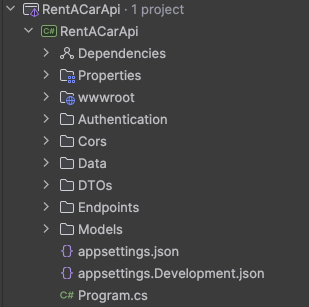 RentACarApi · 1 project
C# RentACarApi
Dependencies
Properties
wwwroot
Authentication
Cors
Data
DTOs
Endpoints
Models
{} appsettings.json
{} appsettings.Development.json
C# Program.cs